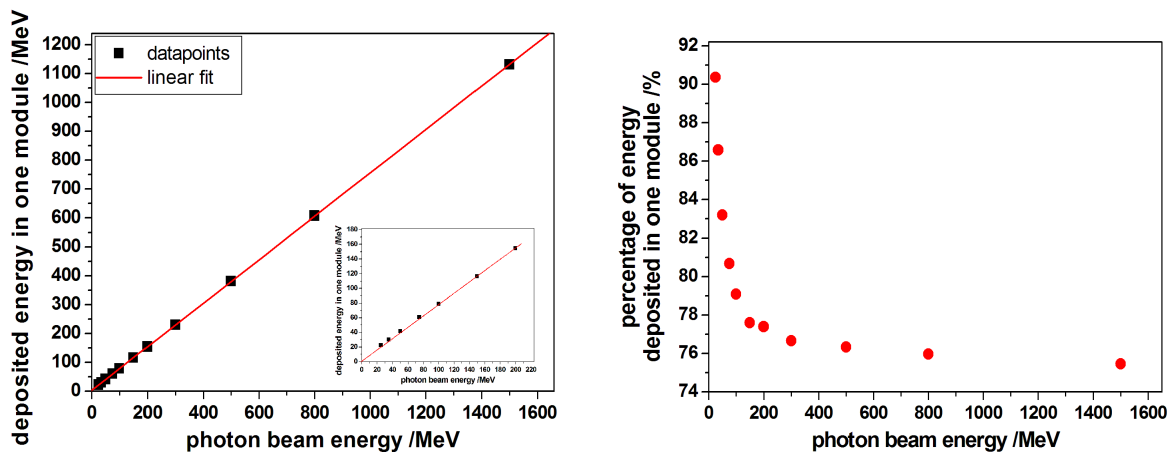 deposited energy in one module /MeV
1200
1100
1000
900
800
700
600
500
400
300
200
100
0
datapoints
linear fit
0 200 400 600 800 1000 1200 1400 1600
photon beam energy /MeV
deposited energy in one module /MeV
180
160
140
120
100
80
60
40
20
0
0 20 40 60 80 100 120 140 160 180 200 220
photon beam energy /MeV
percentage of energy
deposited in one module /%
92
90
88
86
84
82
80
78
76
74
0 200 400 600 800 1000 1200 1400 1600
photon beam energy /MeV